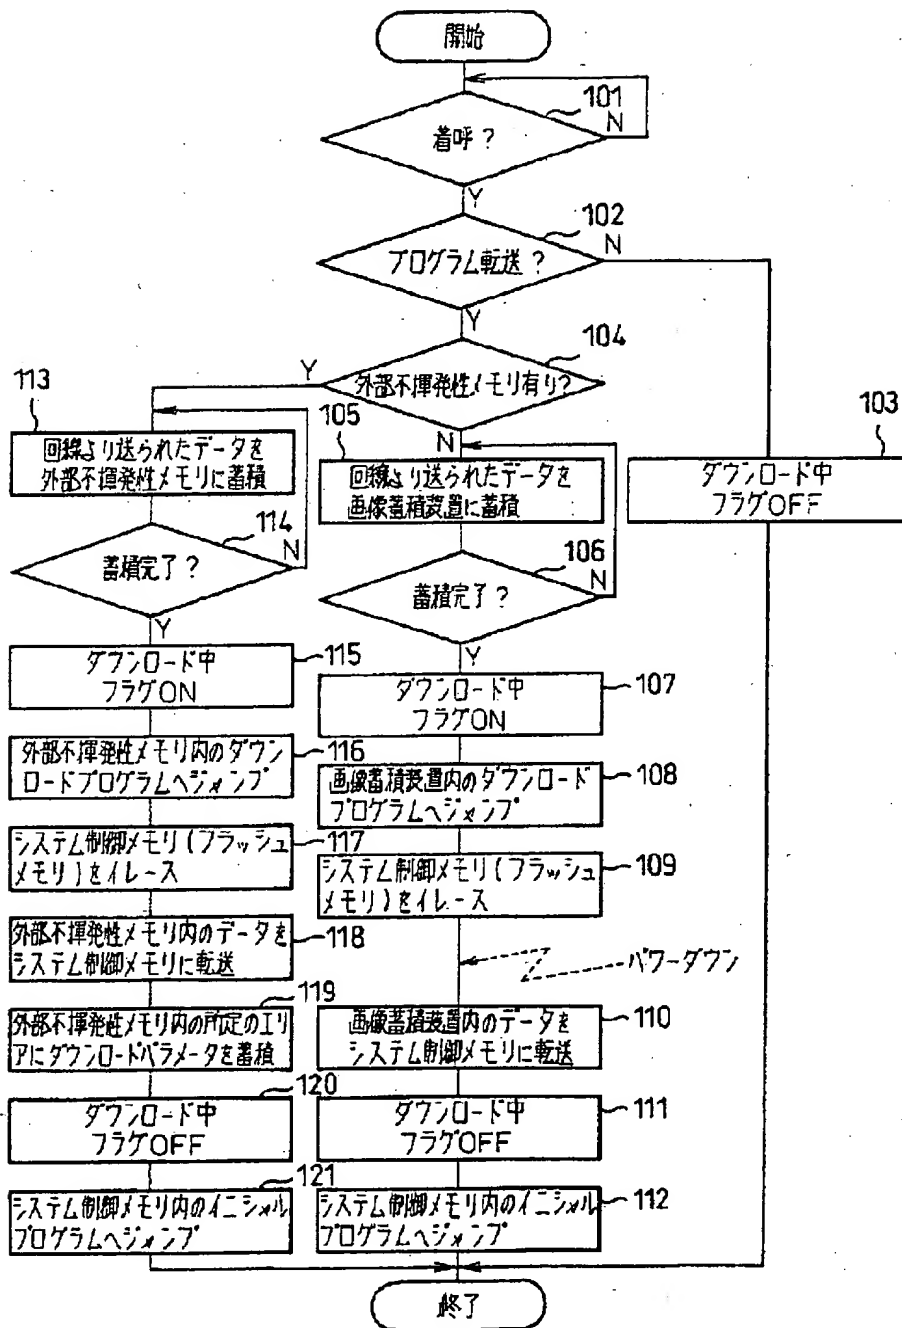 開始
101
着呼?
N
Y
102
プログラム転送?
N
Y
104
外部不揮発性メモリ有り?
Y
N
113
回線より送られたデータを
外部不揮発性メモリに蓄積
105
回線より送られたデータを
画像蓄積装置に蓄積
103
ダウンロード中
フラグOFF
114
蓄積完了?
N
Y
106
蓄積完了?
N
Y
ダウンロード中
フラグON
115
ダウンロード中
フラグON
107
外部不揮発性メモリ内のダウン
ロードプログラムへジャンプ
116
画像蓄積装置内のダウンロード
プログラムへジャンプ
108
システム制御メモリ(フラッシュ
メモリ)をイレース
117
システム制御メモリ(フラッシュ
メモリ)をイレース
109
外部不揮発性メモリ内のデータを
システム制御メモリに転送
118
パワーダウン
119
外部不揮発性メモリ内の所定のエリ
アにダウンロードパラメータを蓄積
画像蓄積装置内のデータを
システム制御メモリに転送
110
120
ダウンロード中
フラグOFF
ダウンロード中
フラグOFF
111
121
システム制御メモリ内のイニシャル
プログラムへジャンプ
システム制御メモリ内のイニシャル
プログラムへジャンプ
112
終了